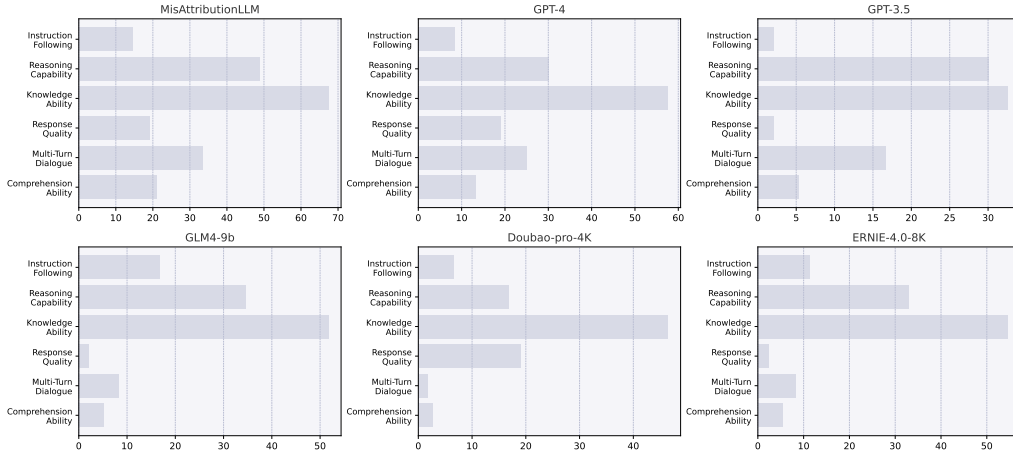 MisAttributionLLM
Instruction
Following
Reasoning
Capability
Knowledge
Ability
Response
Quality
Multi-Turn
Dialogue
Comprehension
Ability
0 10 20 30 40 50 60 70
GPT-4
Instruction
Following
Reasoning
Capability
Knowledge
Ability
Response
Quality
Multi-Turn
Dialogue
Comprehension
Ability
0 10 20 30 40 50 60
GPT-3.5
Instruction
Following
Reasoning
Capability
Knowledge
Ability
Response
Quality
Multi-Turn
Dialogue
Comprehension
Ability
0 5 10 15 20 25 30
GLM4-9b
Instruction
Following
Reasoning
Capability
Knowledge
Ability
Response
Quality
Multi-Turn
Dialogue
Comprehension
Ability
0 10 20 30 40 50
Doubao-pro-4K
Instruction
Following
Reasoning
Capability
Knowledge
Ability
Response
Quality
Multi-Turn
Dialogue
Comprehension
Ability
0 10 20 30 40
ERNIE-4.0-8K
Instruction
Following
Reasoning
Capability
Knowledge
Ability
Response
Quality
Multi-Turn
Dialogue
Comprehension
Ability
0 10 20 30 40 50